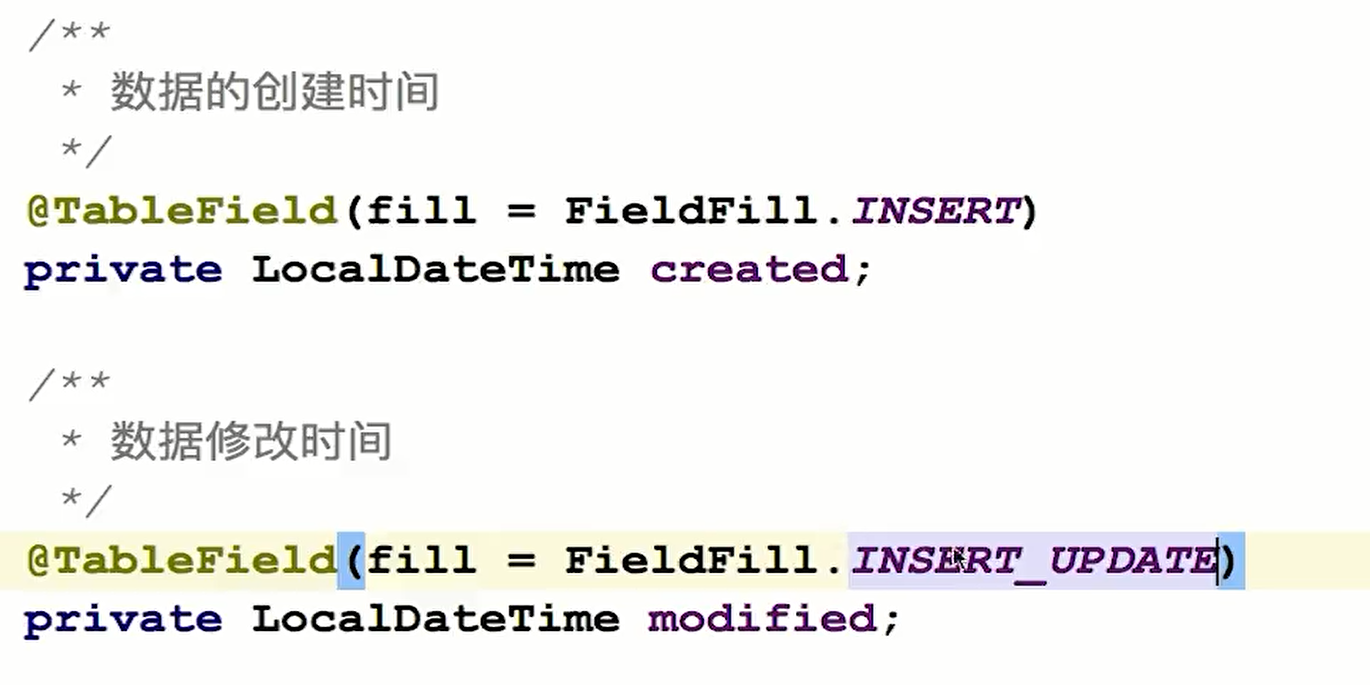 /**
 * 数据的创建时间
 */
@TableField(fill = FieldFill.INSERT)
private LocalDateTime created;
/**
 * 数据修改时间
 */
@TableField(fill = FieldFill.INSERT_UPDATE)
private LocalDateTime modified;